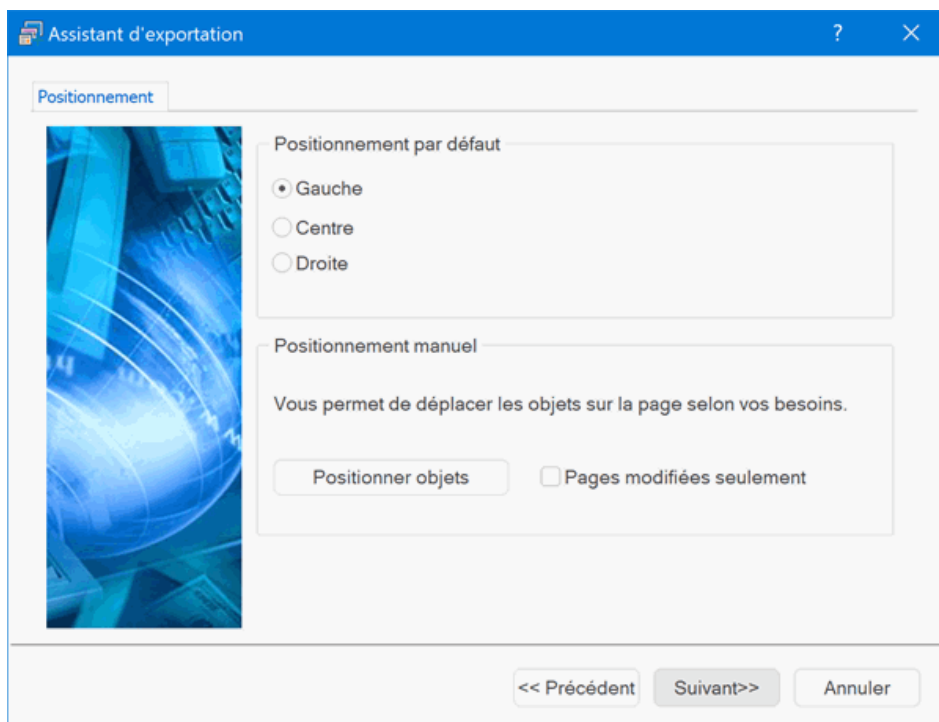 Assistant d'exportation
?
Positionnement
Positionnement par défaut
Gauche
Centre
Droite
Positionnement manuel
Vous permet de déplacer les objets sur la page selon vos besoins.
Positionner objets
Pages modifiées seulement
<< Précédent
Suivant>>
Annuler